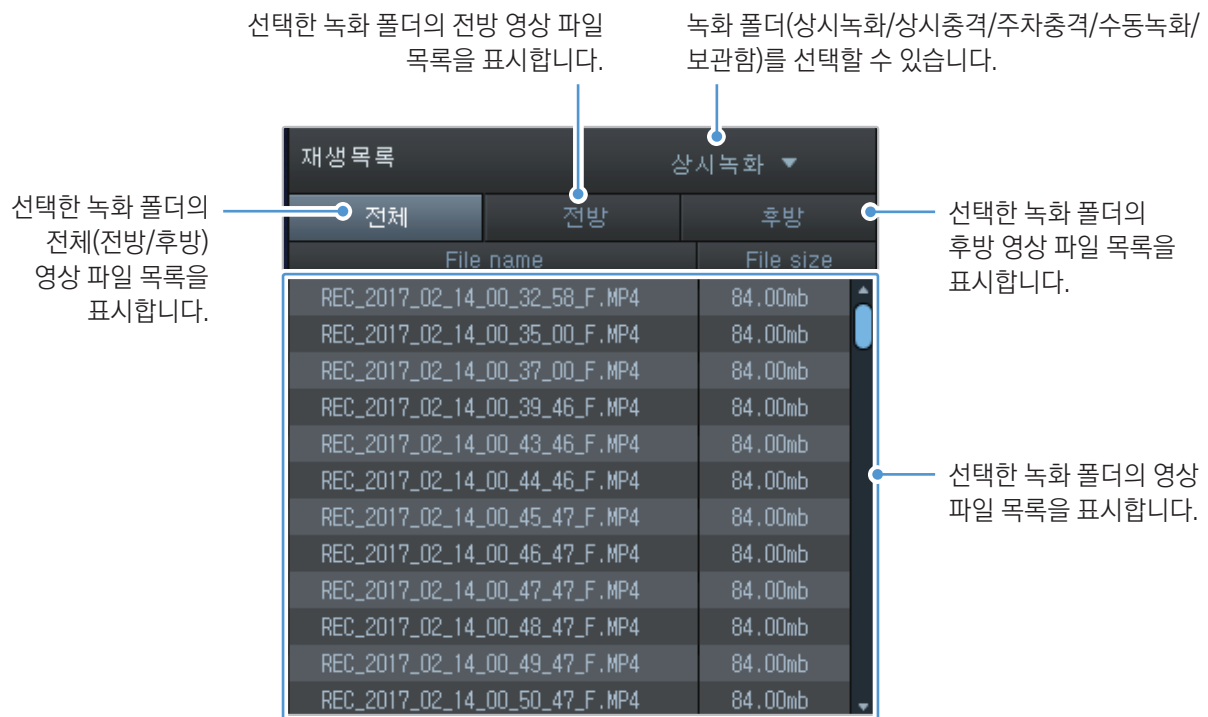 선택한 녹화 폴더의 전방 영상 파일
목록을 표시합니다.
녹화 폴더(상시녹화/상시충격/주차충격/수동녹화/
보관함)를 선택할 수 있습니다.
재생목록
상시녹화 ▼
선택한 녹화 폴더의
전체(전방/후방)
영상 파일 목록을
표시합니다.
전체
전방
후방
선택한 녹화 폴더의
후방 영상 파일 목록을
표시합니다.
File name File size
REC_2017_02_14_00_32_58_F.MP4 84.00mb
REC_2017_02_14_00_35_00_F.MP4 84.00mb
REC_2017_02_14_00_37_00_F.MP4 84.00mb
REC_2017_02_14_00_39_46_F.MP4 84.00mb
REC_2017_02_14_00_43_46_F.MP4 84.00mb
REC_2017_02_14_00_44_46_F.MP4 84.00mb
REC_2017_02_14_00_45_47_F.MP4 84.00mb
REC_2017_02_14_00_46_47_F.MP4 84.00mb
REC_2017_02_14_00_47_47_F.MP4 84.00mb
REC_2017_02_14_00_48_47_F.MP4 84.00mb
REC_2017_02_14_00_49_47_F.MP4 84.00mb
REC_2017_02_14_00_50_47_F.MP4 84.00mb
선택한 녹화 폴더의 영상
파일 목록을 표시합니다.